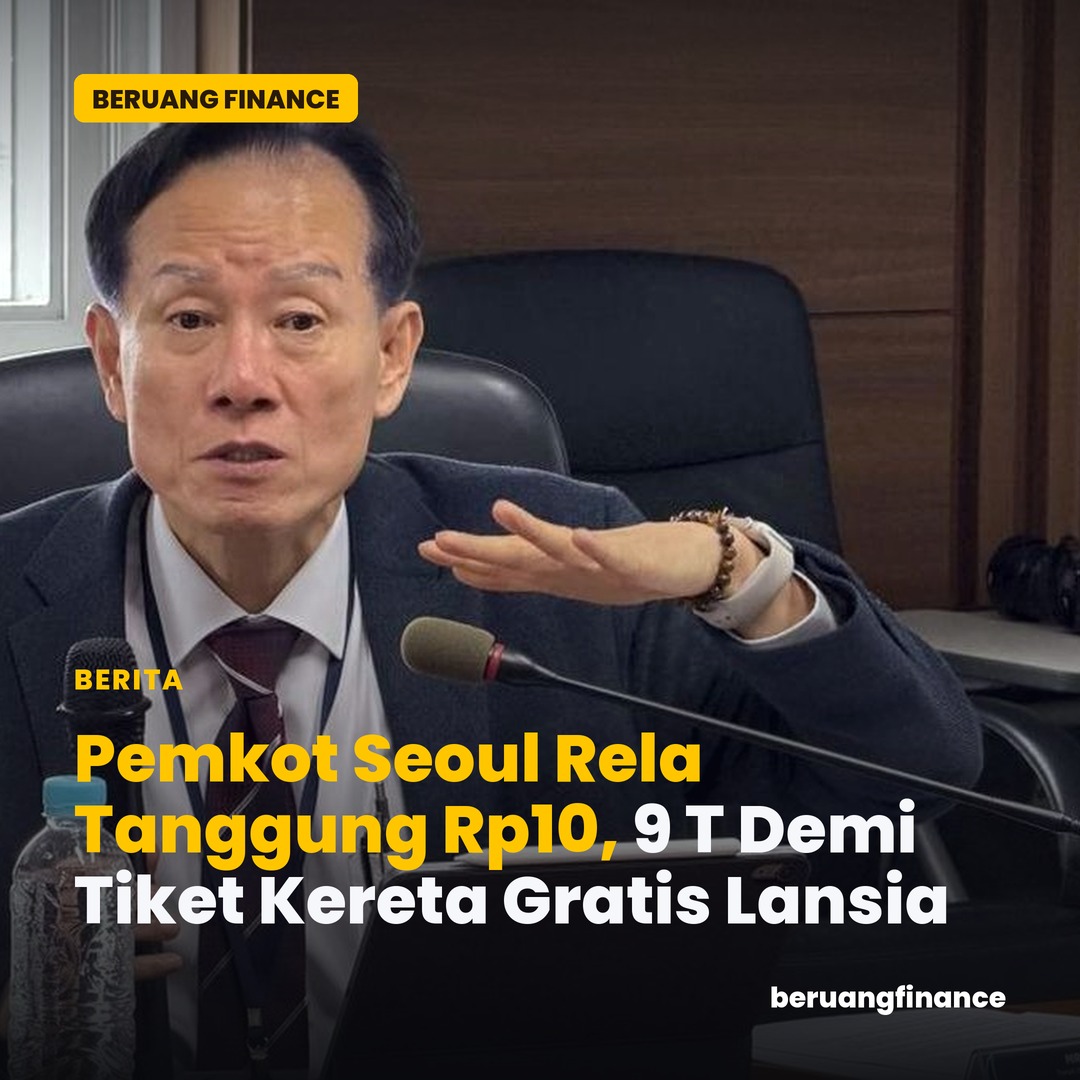 BERUANG FINANCE
BERITA
Pemkot Seoul Rela
Tanggung Rp10, 9 T Demi
Tiket Kereta Gratis Lansia
beruangfinance